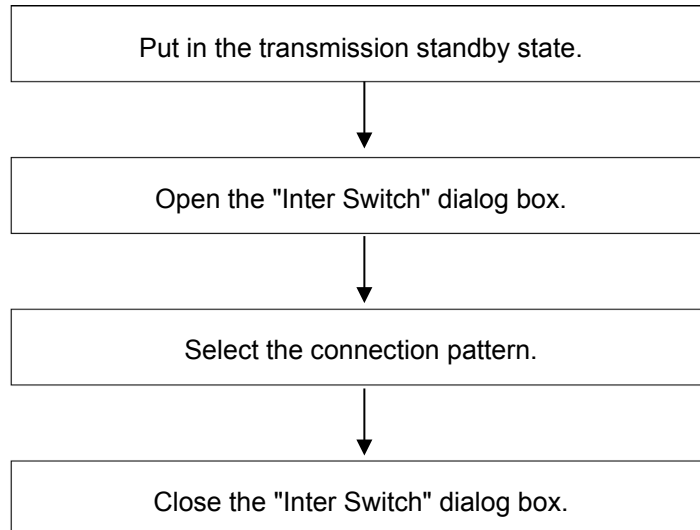 Put in the transmission standby state.
Open the "Inter Switch" dialog box.
Select the connection pattern.
Close the "Inter Switch" dialog box.